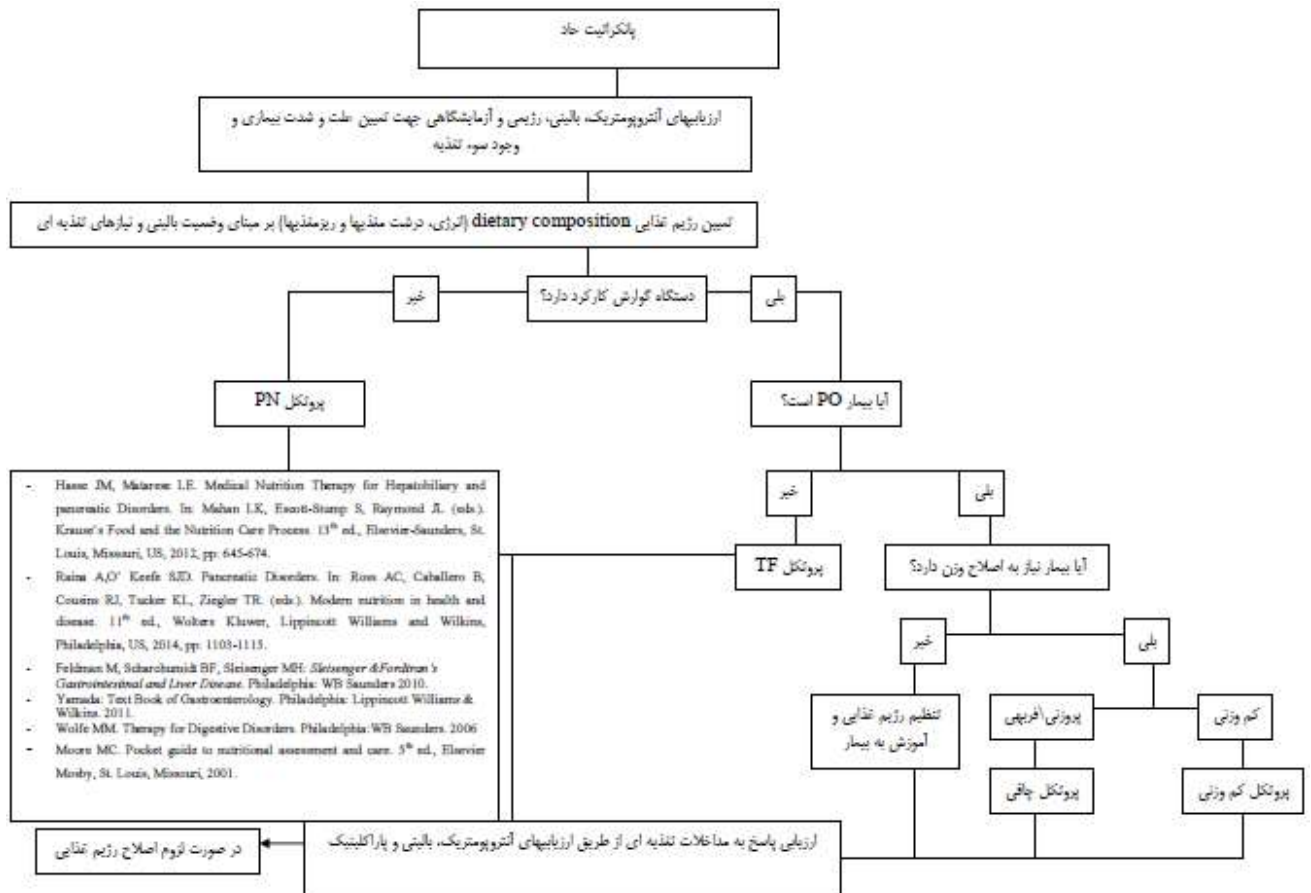 پانکراتیت حاد
ارزیابیهای آنتروپومتریک، بالینی، رژیمی و آزمایشگاهی جهت تعیین علت و شدت بیماری و
وجود سوء تغذیه
تعیین رژیم غذایی dietary composition (انرژی، درشت مغذیها و ریزمغذیها) بر مبنای وضعیت بالینی و نیازهای تغذیه ای
دستگاه گوارش کارکرد دارد؟
بلی
خیر
آیا بیمار PO است؟
پروتکل PN
بلی
خیر
آیا بیمار نیاز به اصلاح وزن دارد؟
پروتکل TF
بلی
خیر
کم وزنی
پروزنی\فربهی
تنظیم رژیم غذایی و
آموزش به بیمار
پروتکل کم وزنی
پروتکل چاقی
- Hasse JM, Matarese LE. Medical Nutrition Therapy for Hepatobiliary and
pancreatic Disorders. In: Mahan LK, Escott-Stump S, Raymond JL. (eds.).
Krause's Food and the Nutrition Care Process. 13th ed., Elsevier-Saunders, St.
Louis, Missouri, US, 2012, pp: 645-674.
- Raina A,O' Keefe SJD. Pancreatic Disorders. In: Ross AC, Caballero B,
Cousins RJ, Tucker KL, Ziegler TR. (eds.). Modern nutrition in health and
disease. 11th ed., Wolters Kluwer, Lippincott Williams and Wilkins,
Philadelphia, US, 2014, pp: 1103-1115.
- Feldman M, Scharchumidt BF, Sleisenger MH: Sleisenger &Fordtran's
Gastrointestinal and Liver Disease. Philadelphia: WB Saunders 2010.
- Yamada: Text Book of Gastroenterology. Philadelphia: Lippincott Williams &
Wilkins. 2011.
- Wolfe MM. Therapy for Digestive Disorders. Philadelphia:WB Saunders. 2006
- Moore MC. Pocket guide to nutritional assessment and care. 5th ed., Elsevier
Mosby, St. Louis, Missouri, 2001.
ارزیابی پاسخ به مداخلات تغذیه ای از طریق ارزیابیهای آنتروپومتریک، بالینی و پاراکلینیک
در صورت لزوم اصلاح رژیم غذایی